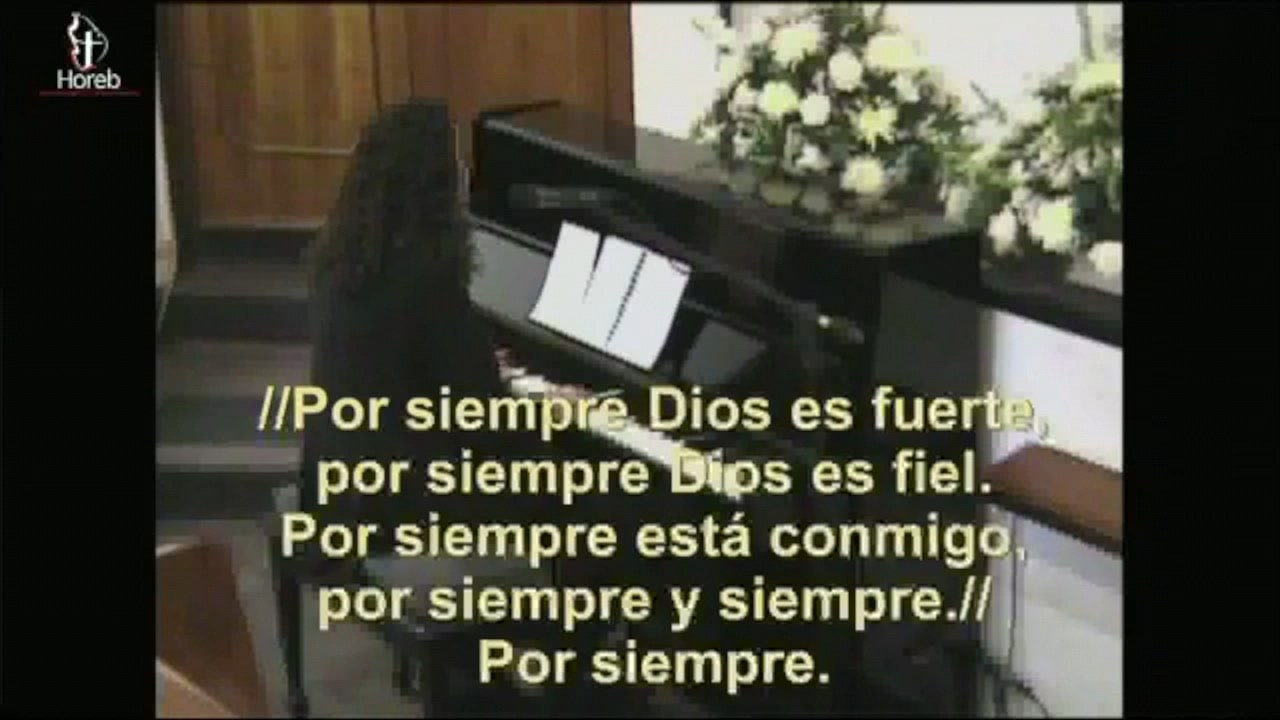 Horeb
//Por siempre Dios es fuerte,
por siempre Dios es fiel.
Por siempre está conmigo,
por siempre y siempre.//
Por siempre.